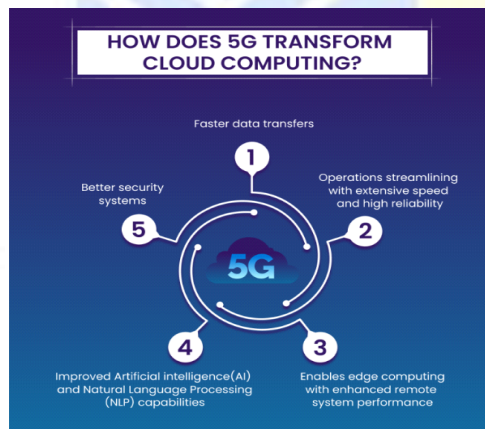 HOW DOES 5G TRANSFORM
CLOUD COMPUTING?
Faster data transfers
1
Operations streamlining
with extensive speed
and high reliability
2
Enables edge computing
with enhanced remote
system performance
3
Improved Artificial intelligence(AI)
and Natural Language Processing
(NLP) capabilities
4
Better security
systems
5
5G